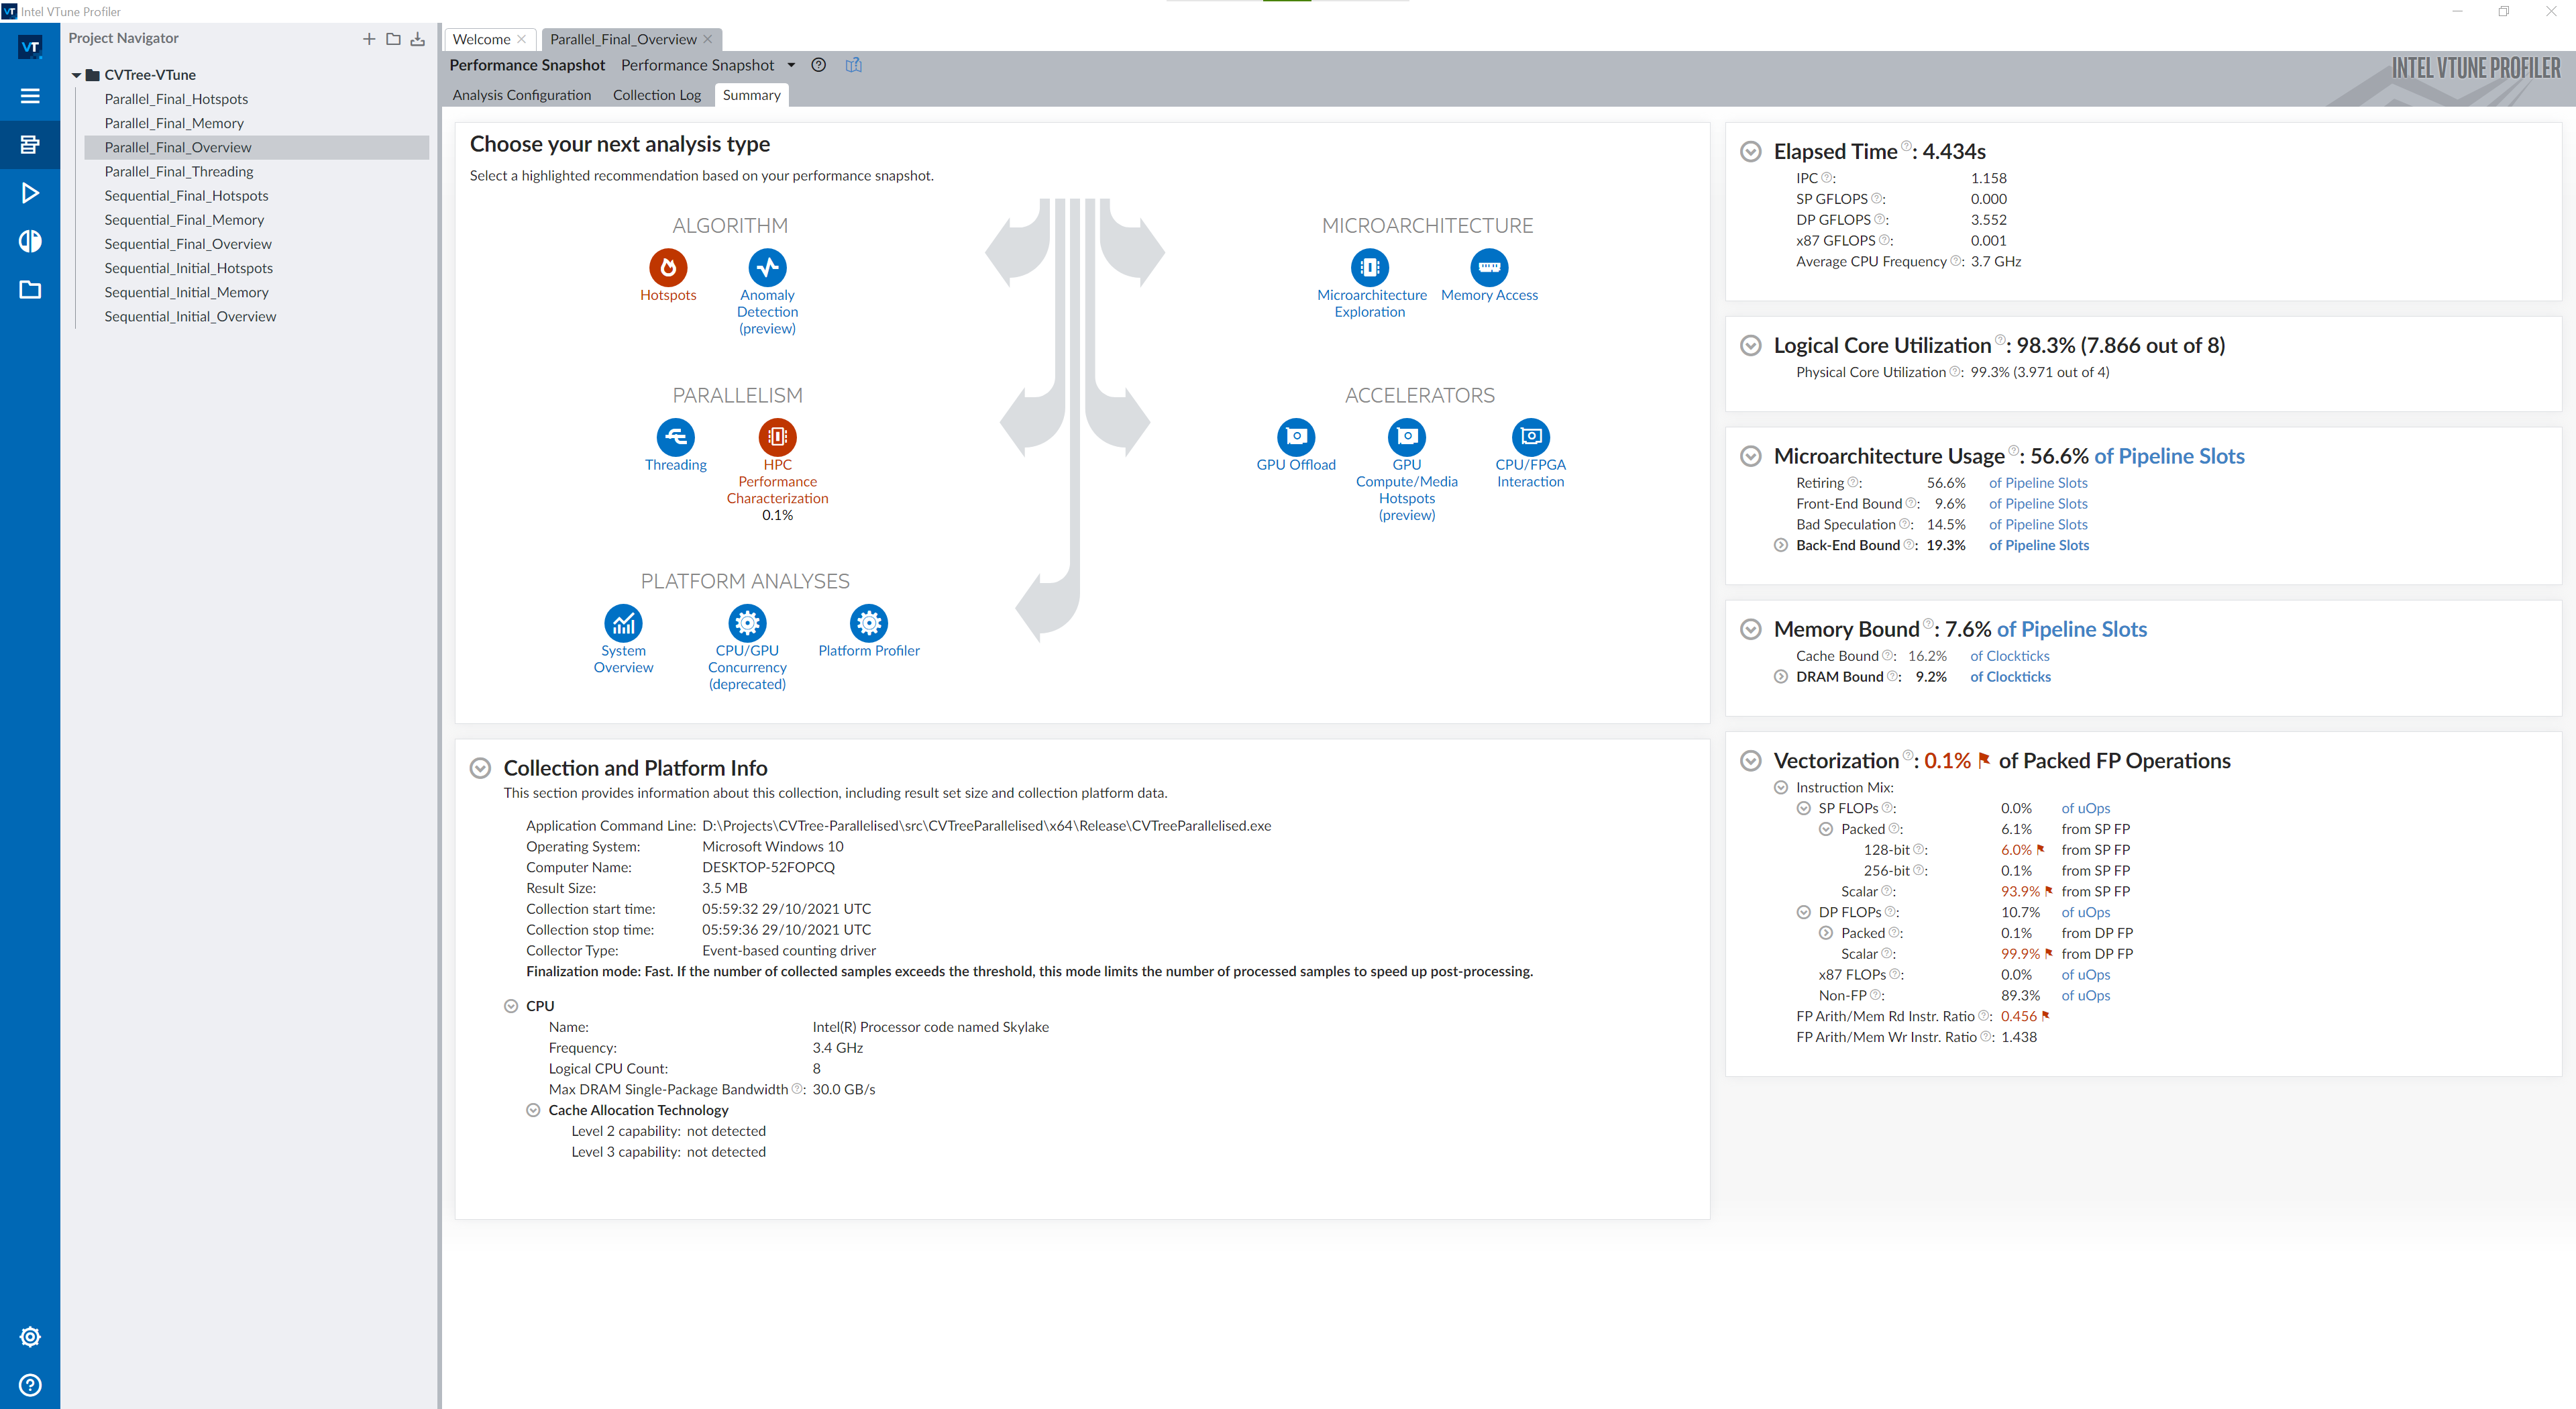 Intel VTune Profiler
Project Navigator
CVTree-VTune
Parallel_Final_Hotspots
Parallel_Final_Memory
Parallel_Final_Overview
Parallel_Final_Threading
Sequential_Final_Hotspots
Sequential_Final_Memory
Sequential_Final_Overview
Sequential_Initial_Hotspots
Sequential_Initial_Memory
Sequential_Initial_Overview
Welcome
Parallel_Final_Overview
Performance Snapshot Performance Snapshot
INTEL VTUNE PROFILER
Analysis Configuration Collection Log Summary
Choose your next analysis type
Select a highlighted recommendation based on your performance snapshot.
ALGORITHM
Hotspots
Anomaly
Detection
(preview)
MICROARCHITECTURE
Microarchitecture
Exploration
Memory Access
PARALLELISM
Threading
HPC
Performance
Characterization
0.1%
ACCELERATORS
GPU Offload
GPU
Compute/Media
Hotspots
(preview)
CPU/FPGA
Interaction
PLATFORM ANALYSES
System
Overview
CPU/GPU
Concurrency
(deprecated)
Platform Profiler
Collection and Platform Info
This section provides information about this collection, including result set size and collection platform data.
Application Command Line: D:\Projects\CVTree-Parallelised\src\CVTreeParallelised\x64\Release\CVTreeParallelised.exe
Operating System: Microsoft Windows 10
Computer Name: DESKTOP-52FOPCQ
Result Size: 3.5 MB
Collection start time: 05:59:32 29/10/2021 UTC
Collection stop time: 05:59:36 29/10/2021 UTC
Collector Type: Event-based counting driver
Finalization mode: Fast. If the number of collected samples exceeds the threshold, this mode limits the number of processed samples to speed up post-processing.
CPU
Name: Intel(R) Processor code named Skylake
Frequency: 3.4 GHz
Logical CPU Count: 8
Max DRAM Single-Package Bandwidth: 30.0 GB/s
Cache Allocation Technology
Level 2 capability: not detected
Level 3 capability: not detected
Elapsed Time: 4.434s
IPC: 1.158
SP GFLOPS: 0.000
DP GFLOPS: 3.552
x87 GFLOPS: 0.001
Average CPU Frequency: 3.7 GHz
Logical Core Utilization: 98.3% (7.866 out of 8)
Physical Core Utilization: 99.3% (3.971 out of 4)
Microarchitecture Usage: 56.6% of Pipeline Slots
Retiring: 56.6% of Pipeline Slots
Front-End Bound: 9.6% of Pipeline Slots
Bad Speculation: 14.5% of Pipeline Slots
Back-End Bound: 19.3% of Pipeline Slots
Memory Bound: 7.6% of Pipeline Slots
Cache Bound: 16.2% of Clockticks
DRAM Bound: 9.2% of Clockticks
Vectorization: 0.1% of Packed FP Operations
Instruction Mix:
SP FLOPs: 0.0% of uOps
Packed: 6.1% from SP FP
128-bit: 6.0% from SP FP
256-bit: 0.1% from SP FP
Scalar: 93.9% from SP FP
DP FLOPs: 10.7% of uOps
Packed: 0.1% from DP FP
Scalar: 99.9% from DP FP
x87 FLOPs: 0.0% of uOps
Non-FP: 89.3% of uOps
FP Arith/Mem Rd Instr. Ratio: 0.456
FP Arith/Mem Wr Instr. Ratio: 1.438